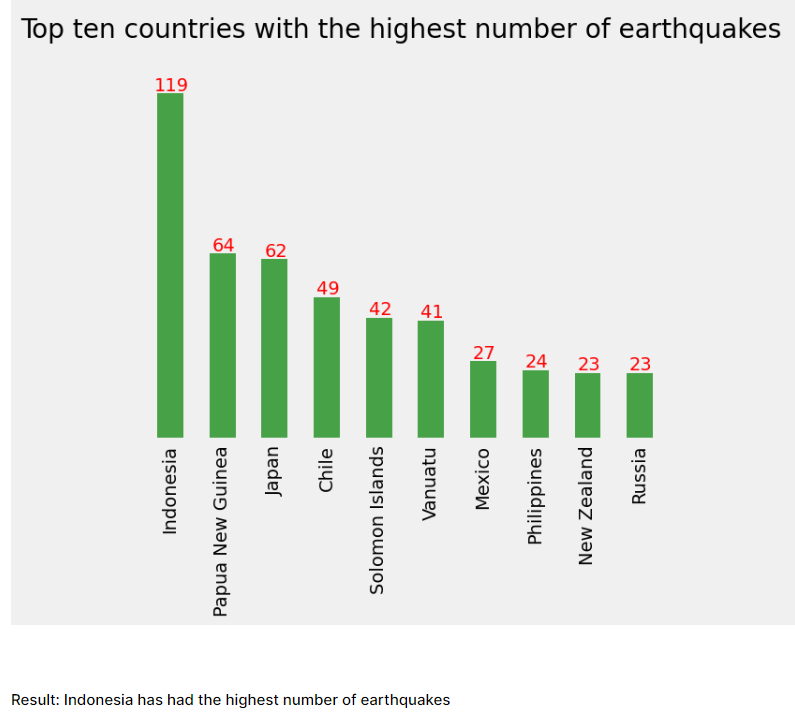 Top ten countries with the highest number of earthquakes
119
64
62
49
42
41
27
24
23
23
Indonesia
Papua New Guinea
Japan
Chile
Solomon Islands
Vanuatu
Mexico
Philippines
New Zealand
Russia
Result: Indonesia has had the highest number of earthquakes